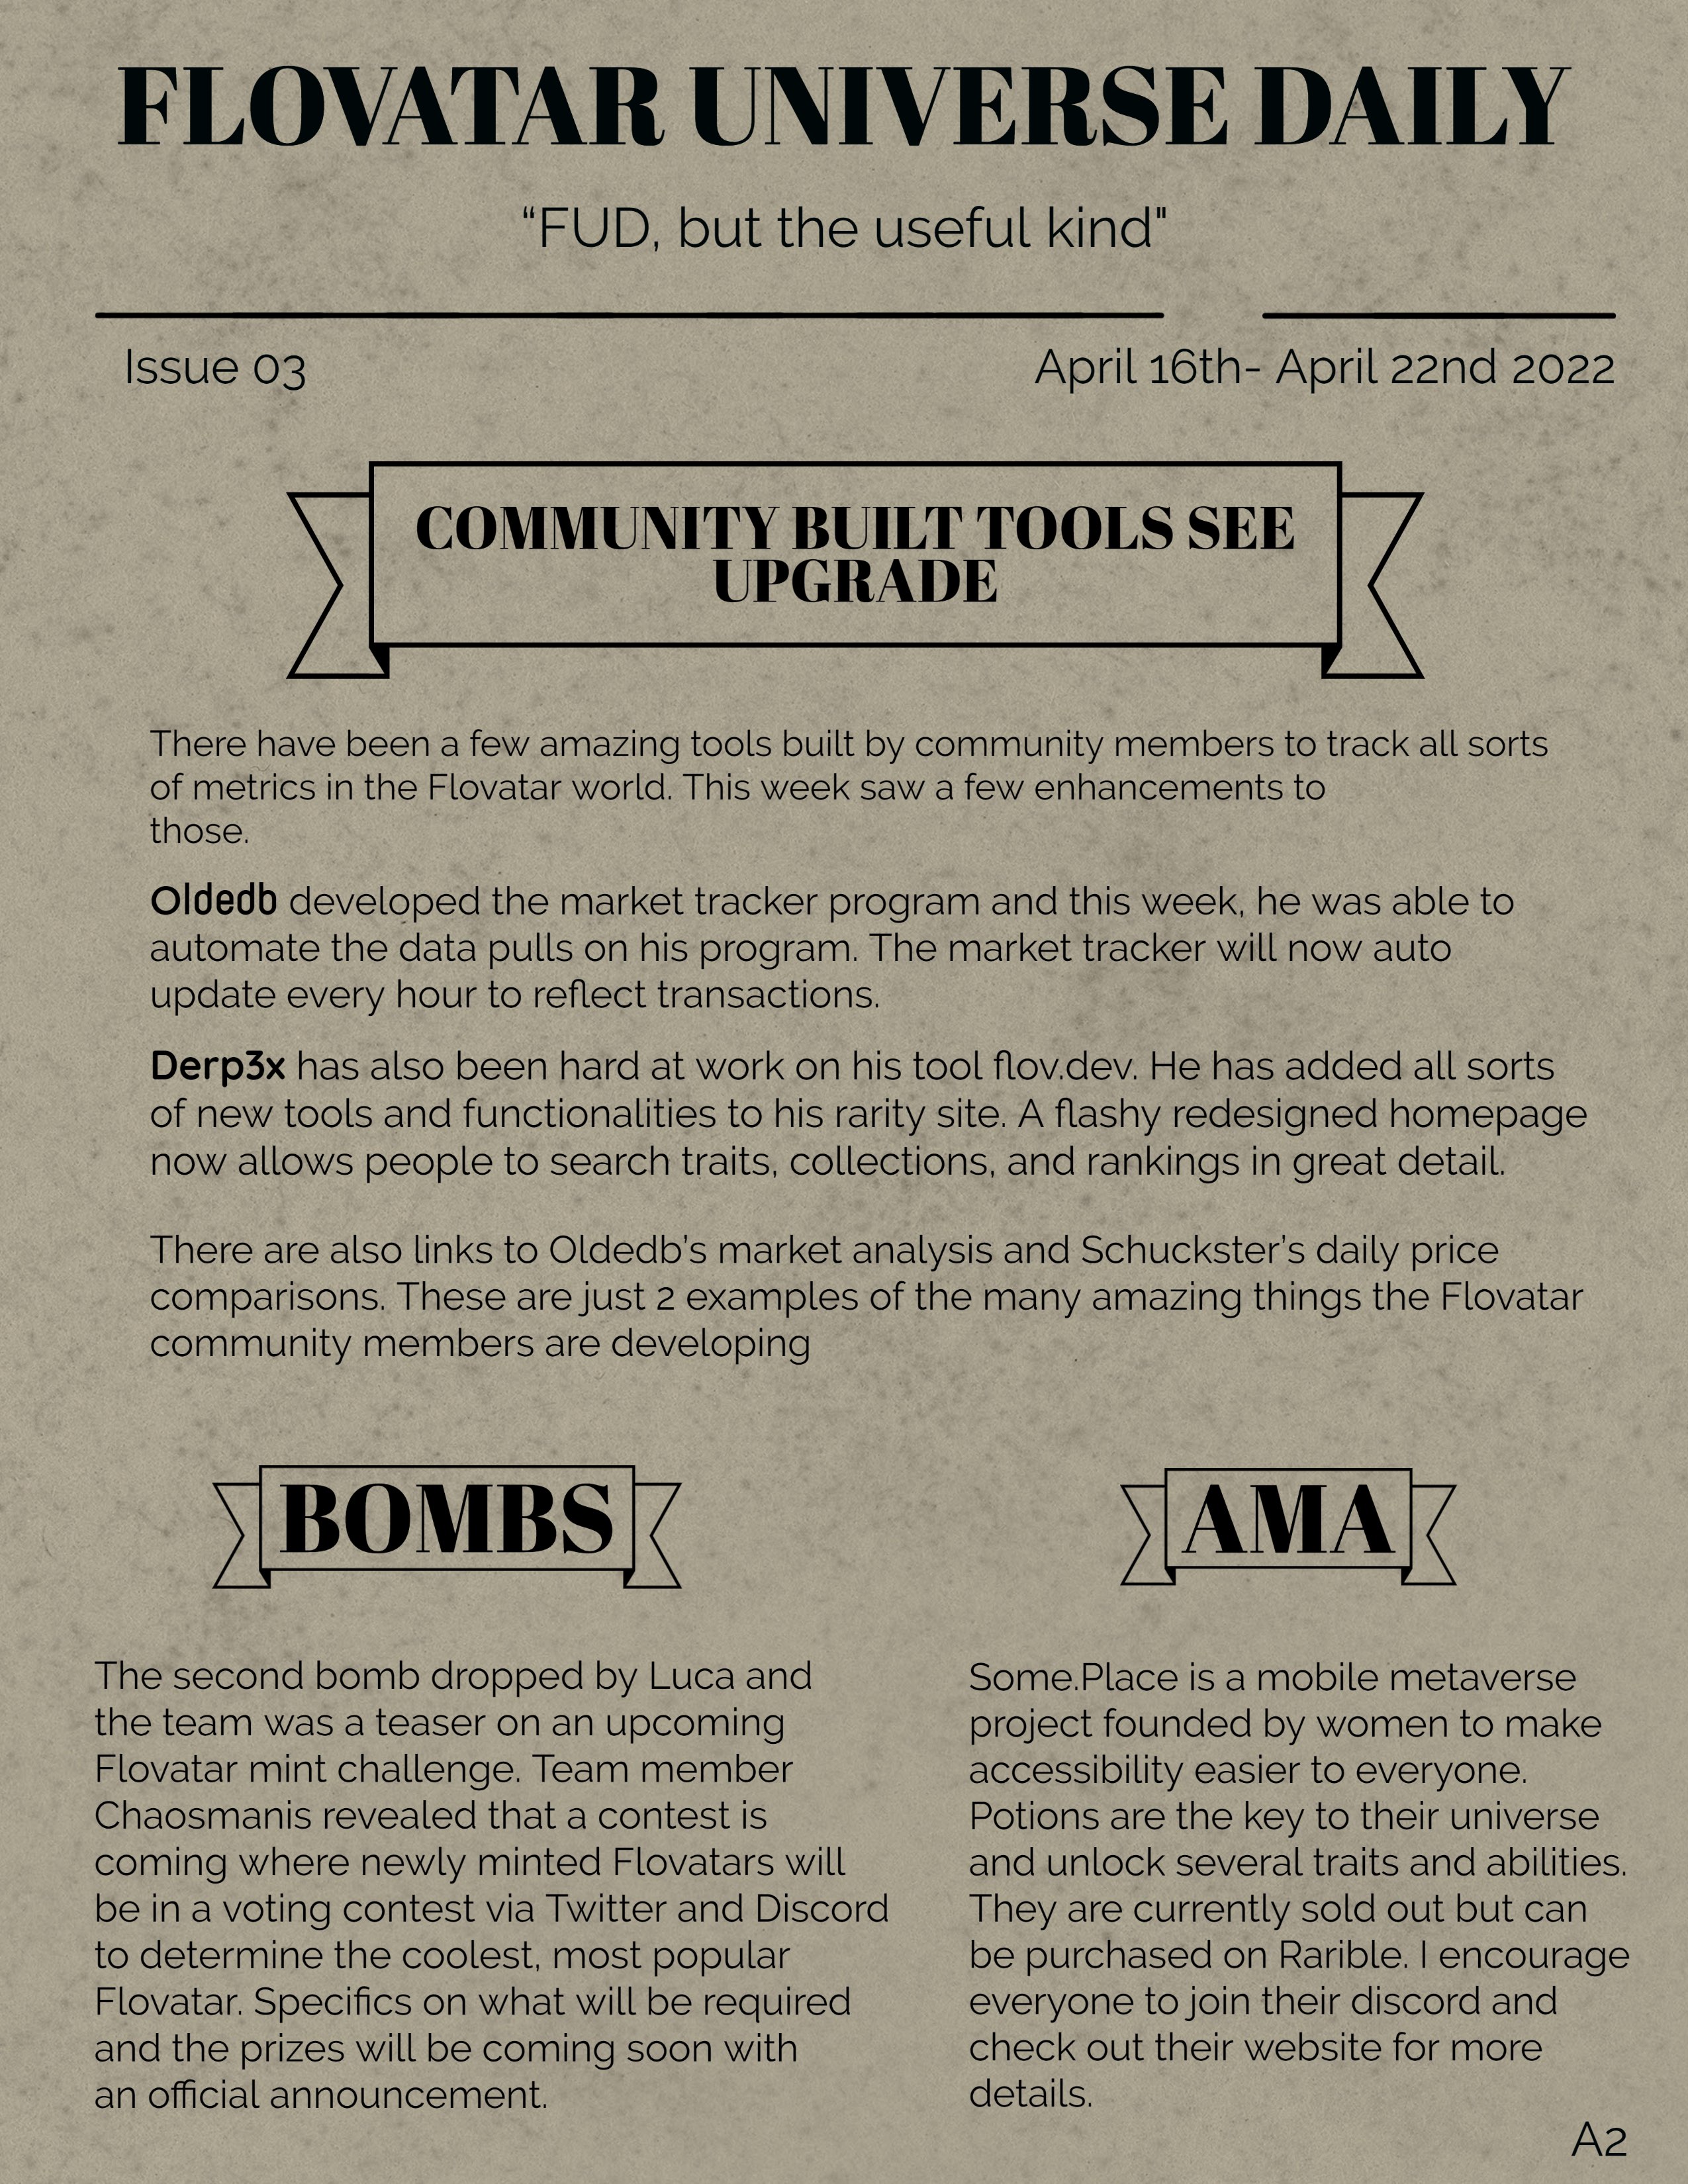 FLOVATAR UNIVERSE DAILY
“FUD, but the useful kind"
Issue 03
April 16th- April 22nd 2022
COMMUNITY BUILT TOOLS SEE
UPGRADE
There have been a few amazing tools built by community members to track all sorts
of metrics in the Flovatar world. This week saw a few enhancements to
those.
Oldedb developed the market tracker program and this week, he was able to
automate the data pulls on his program. The market tracker will now auto
update every hour to reflect transactions.
Derp3x has also been hard at work on his tool flov.dev. He has added all sorts
of new tools and functionalities to his rarity site. A flashy redesigned homepage
now allows people to search traits, collections, and rankings in great detail.
There are also links to Oldedb’s market analysis and Schuckster’s daily price
comparisons. These are just 2 examples of the many amazing things the Flovatar
community members are developing
BOMBS
The second bomb dropped by Luca and
the team was a teaser on an upcoming
Flovatar mint challenge. Team member
Chaosmanis revealed that a contest is
coming where newly minted Flovatars will
be in a voting contest via Twitter and Discord
to determine the coolest, most popular
Flovatar. Specifics on what will be required
and the prizes will be coming soon with
an official announcement.
AMA
Some.Place is a mobile metaverse
project founded by women to make
accessibility easier to everyone.
Potions are the key to their universe
and unlock several traits and abilities.
They are currently sold out but can
be purchased on Rarible. I encourage
everyone to join their discord and
check out their website for more
details.
A2